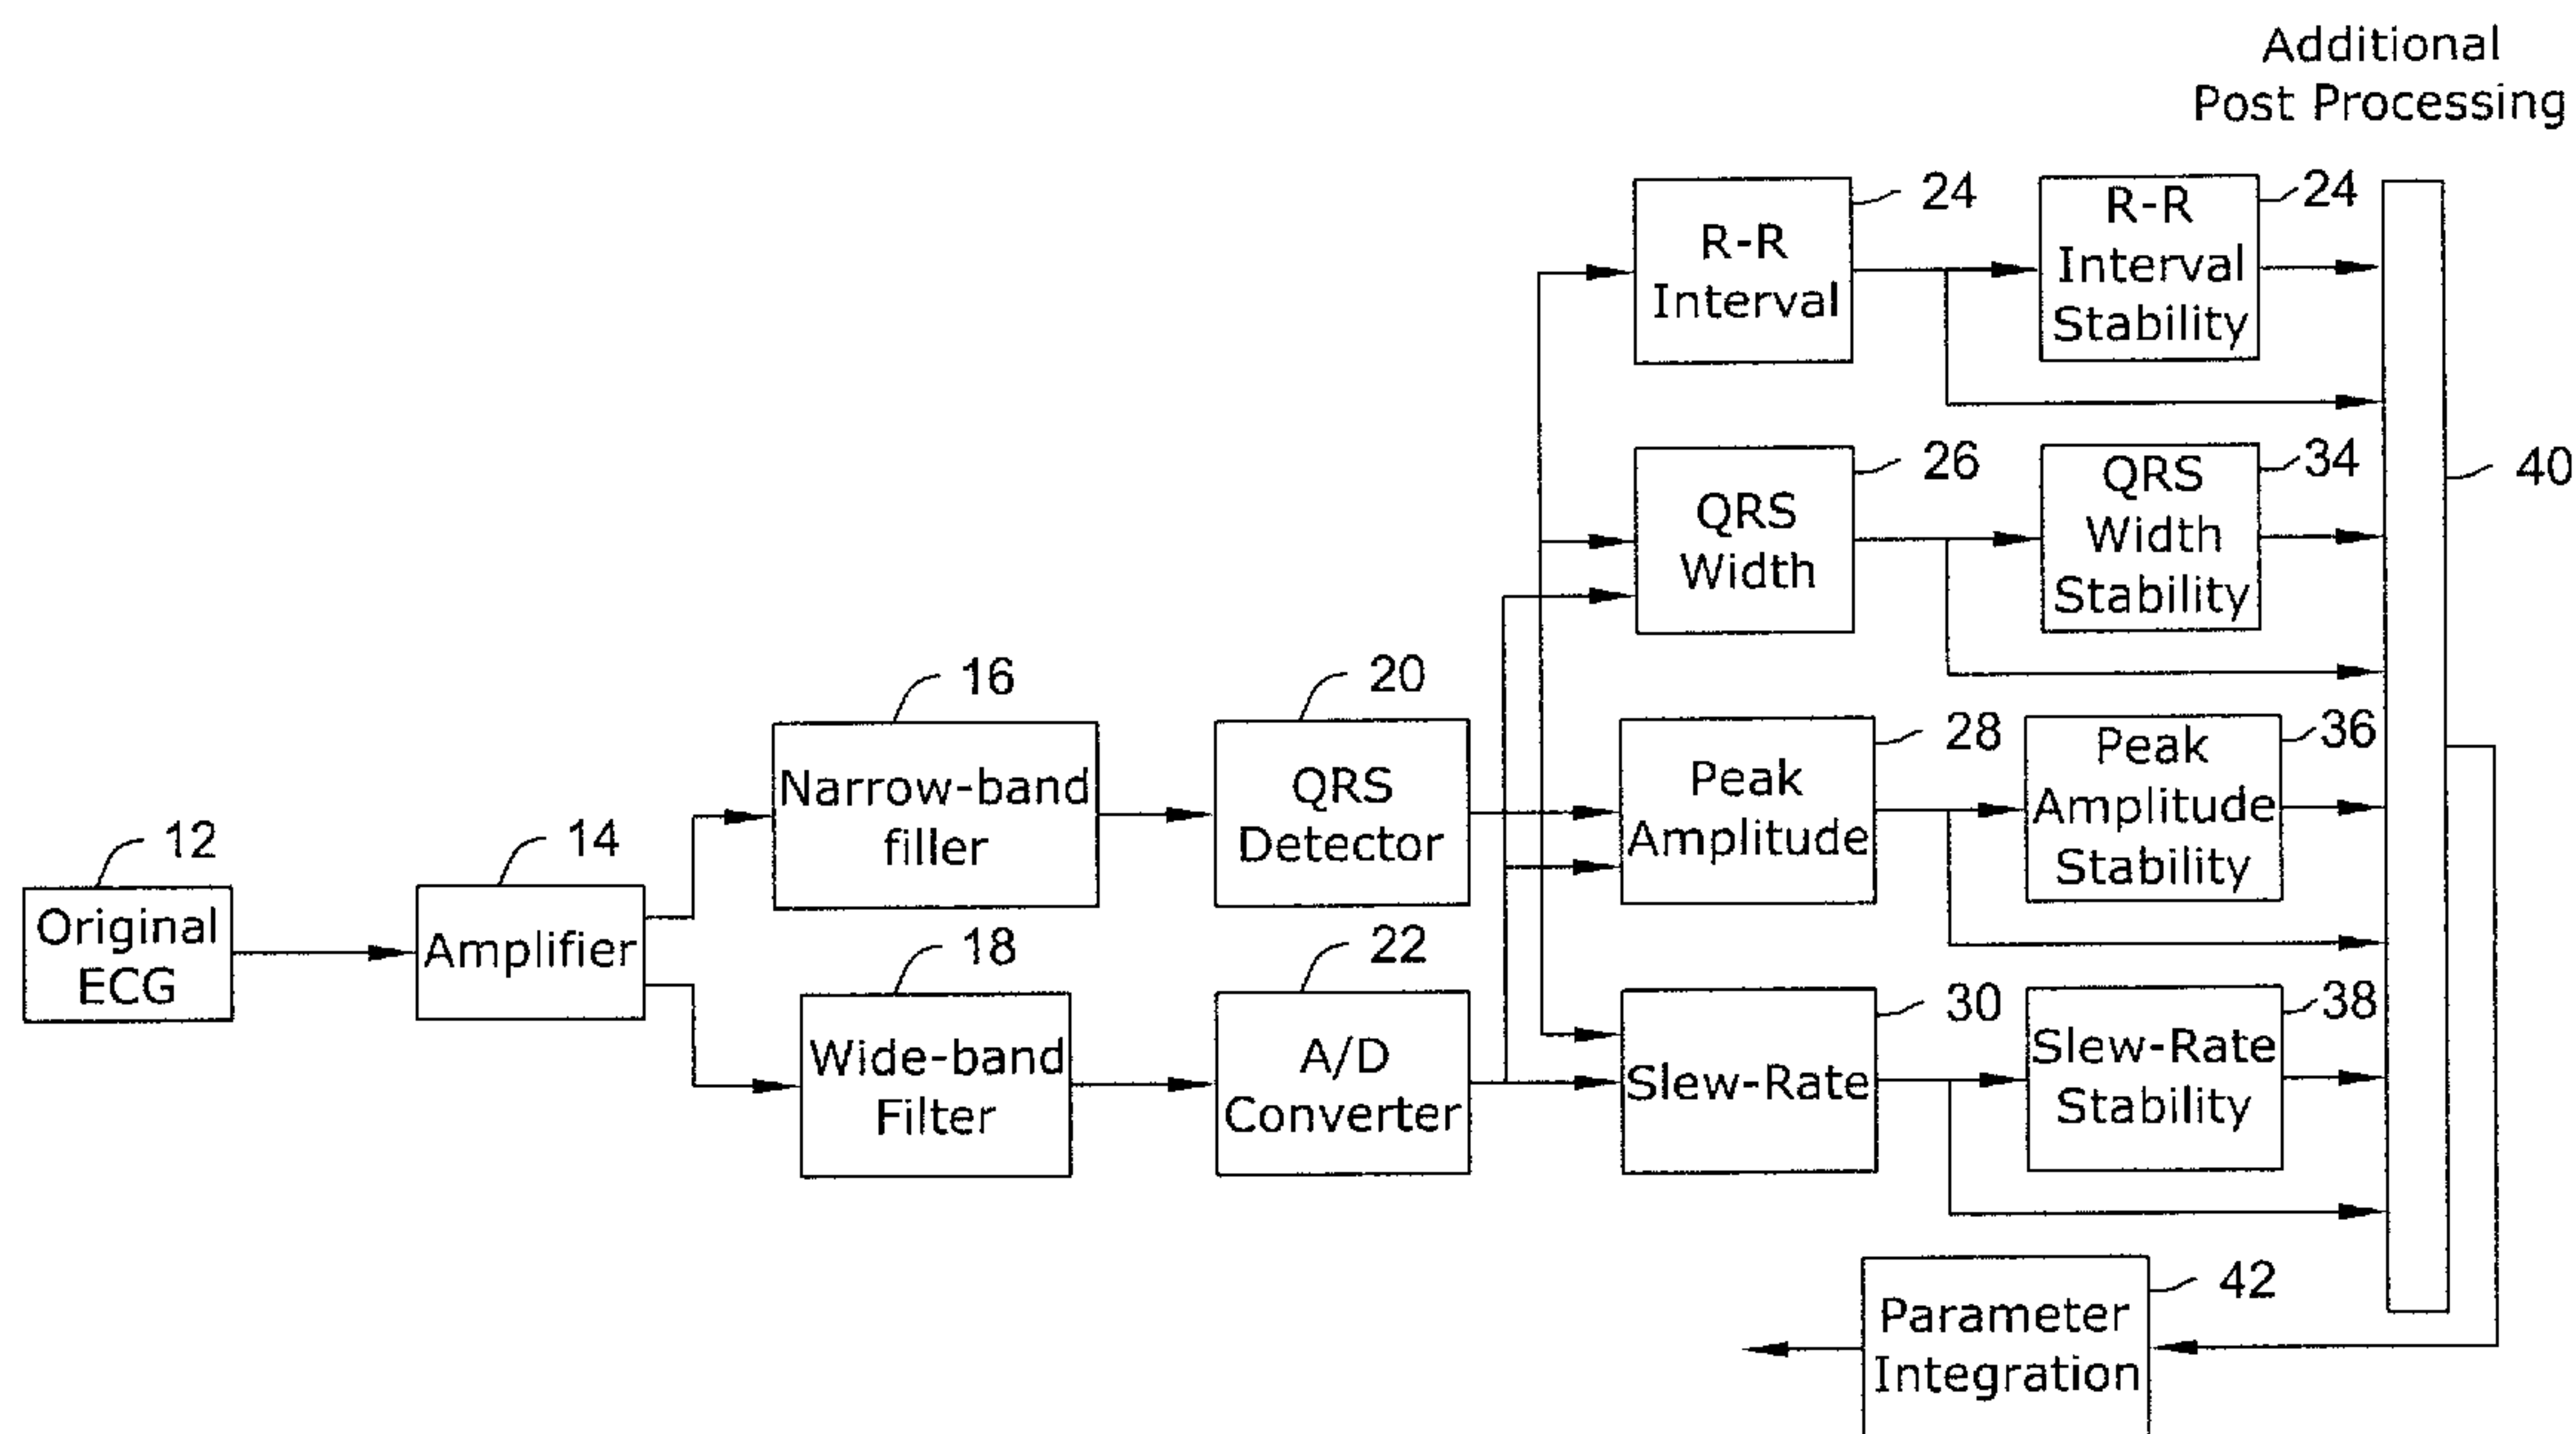 Additional
Post Processing
24
R-R
Interval
24
R-R
Interval
Stability
26
QRS
Width
34
QRS
Width
Stability
40
16
Narrow-band
filler
20
QRS
Detector
28
Peak
Amplitude
36
Peak
Amplitude
Stability
12
Original
ECG
14
Amplifier
18
Wide-band
Filter
22
A/D
Converter
30
Slew-Rate
38
Slew-Rate
Stability
42
Parameter
Integration